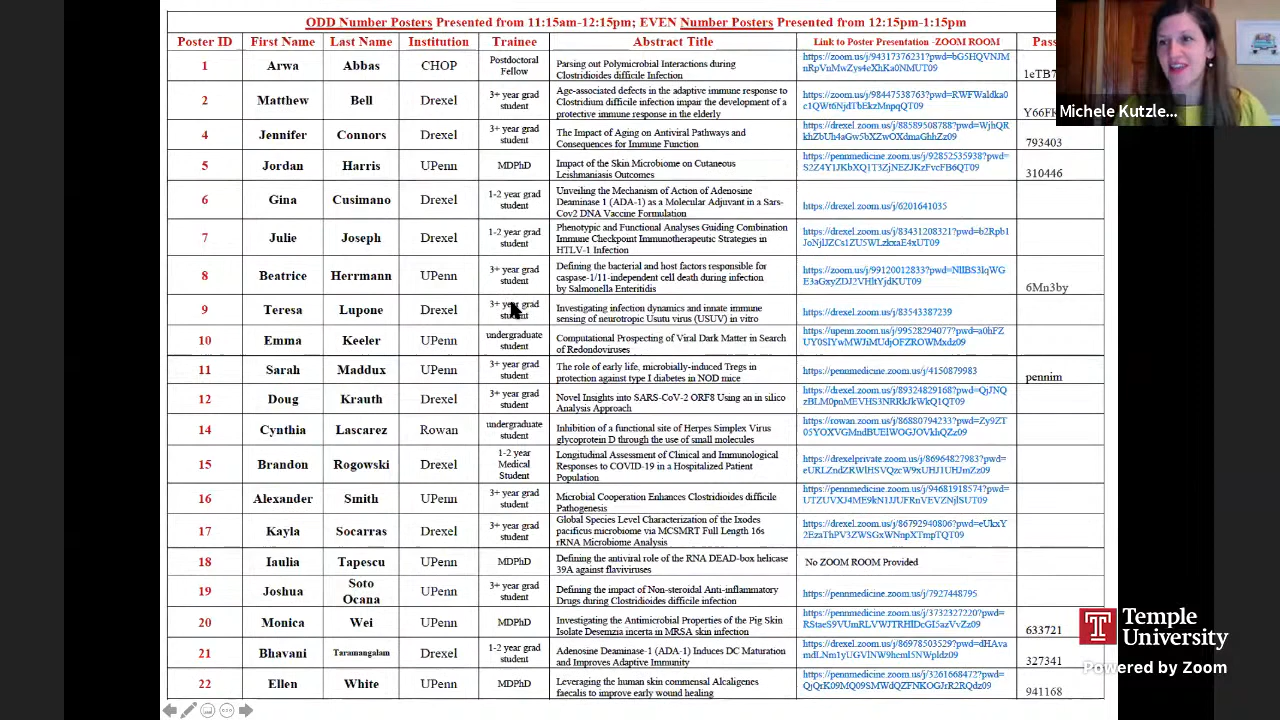 ODD Number Posters Presented from 11:15am-12:15pm; EVEN Number Posters Presented from 12:15pm-1:15pm
Poster ID First Name Last Name Institution Trainee Abstract Title Link to Poster Presentation -ZOOM ROOM Pass
1 Arwa Abbas CHOP Postdoctoral Fellow Parsing out Polymicrobial Interactions during Clostridioides difficile Infection 1eTB7
2 Matthew Bell Drexel 3+ year grad student Age-associated defects in the adaptive immune response to Clostridium difficile infection impair the development of a protective immune response in the elderly
4 Jennifer Connors Drexel 3+ year grad student The Impact of Aging on Antiviral Pathways and Consequences for Immune Function 793403
5 Jordan Harris UPenn MDPhD Impact of the Skin Microbiome on Cutaneous Leishmaniasis Outcomes 310446
6 Gina Cusimano Drexel 1-2 year grad student Unveiling the Mechanism of Action of Adenosine Deaminase 1 (ADA-1) as a Molecular Adjuvant in a Sars-Cov2 DNA Vaccine Formulation https://drexel.zoom.us/j/6201641035
7 Julie Joseph Drexel 1-2 year grad student Phenotypic and Functional Analyses Guiding Combination Immune Checkpoint Immunotherapeutic Strategies in HTLV-1 Infection
8 Beatrice Herrmann UPenn 3+ year grad student Defining the bacterial and host factors responsible for caspase-1/11-independent cell death during infection by Salmonella Enteritidis 6Mn3by
9 Teresa Lupone Drexel 3+ year grad student Investigating infection dynamics and innate immune sensing of neurotropic Usutu virus (USUV) in vitro https://drexel.zoom.us/j/83543387239
10 Emma Keeler UPenn undergraduate student Computational Prospecting of Viral Dark Matter in Search of Redondoviruses
11 Sarah Maddux UPenn 3+ year grad student The role of early life, microbially-induced Tregs in protection against type I diabetes in NOD mice https://pennmedicine.zoom.us/j/4150879983 pennim
12 Doug Krauth Drexel 3+ year grad student Novel Insights into SARS-CoV-2 ORF8 Using an in silico Analysis Approach
14 Cynthia Lascarez Rowan undergraduate student Inhibition of a functional site of Herpes Simplex Virus glycoprotein D through the use of small molecules
15 Brandon Rogowski Drexel 1-2 year Medical Student Longitudinal Assessment of Clinical and Immunological Responses to COVID-19 in a Hospitalized Patient Population
16 Alexander Smith UPenn 3+ year grad student Microbial Cooperation Enhances Clostridioides difficile Pathogenesis
17 Kayla Socarras Drexel 3+ year grad student Global Species Level Characterization of the Ixodes pacificus microbiome via MCSMRT Full Length 16s rRNA Microbiome Analysis
18 Iaulia Tapescu UPenn MDPhD Defining the antiviral role of the RNA DEAD-box helicase 39A against flaviviruses No ZOOM ROOM Provided
19 Joshua Soto Ocana UPenn 3+ year grad student Defining the impact of Non-steroidal Anti-inflammatory Drugs during Clostridioides difficile infection https://pennmedicine.zoom.us/j/7927448795
20 Monica Wei UPenn MDPhD Investigating the Antimicrobial Properties of the Pig Skin Isolate Desemzia incerta in MRSA skin infection 633721
21 Bhavani Taramangalam Drexel 1-2 year grad student Adenosine Deaminase-1 (ADA-1) Induces DC Maturation and Improves Adaptive Immunity 327341
22 Ellen White UPenn MDPhD Leveraging the human skin commensal Alcaligenes faecalis to improve early wound healing 941168
Michele Kutzle...
T Temple University
Powered by Zoom